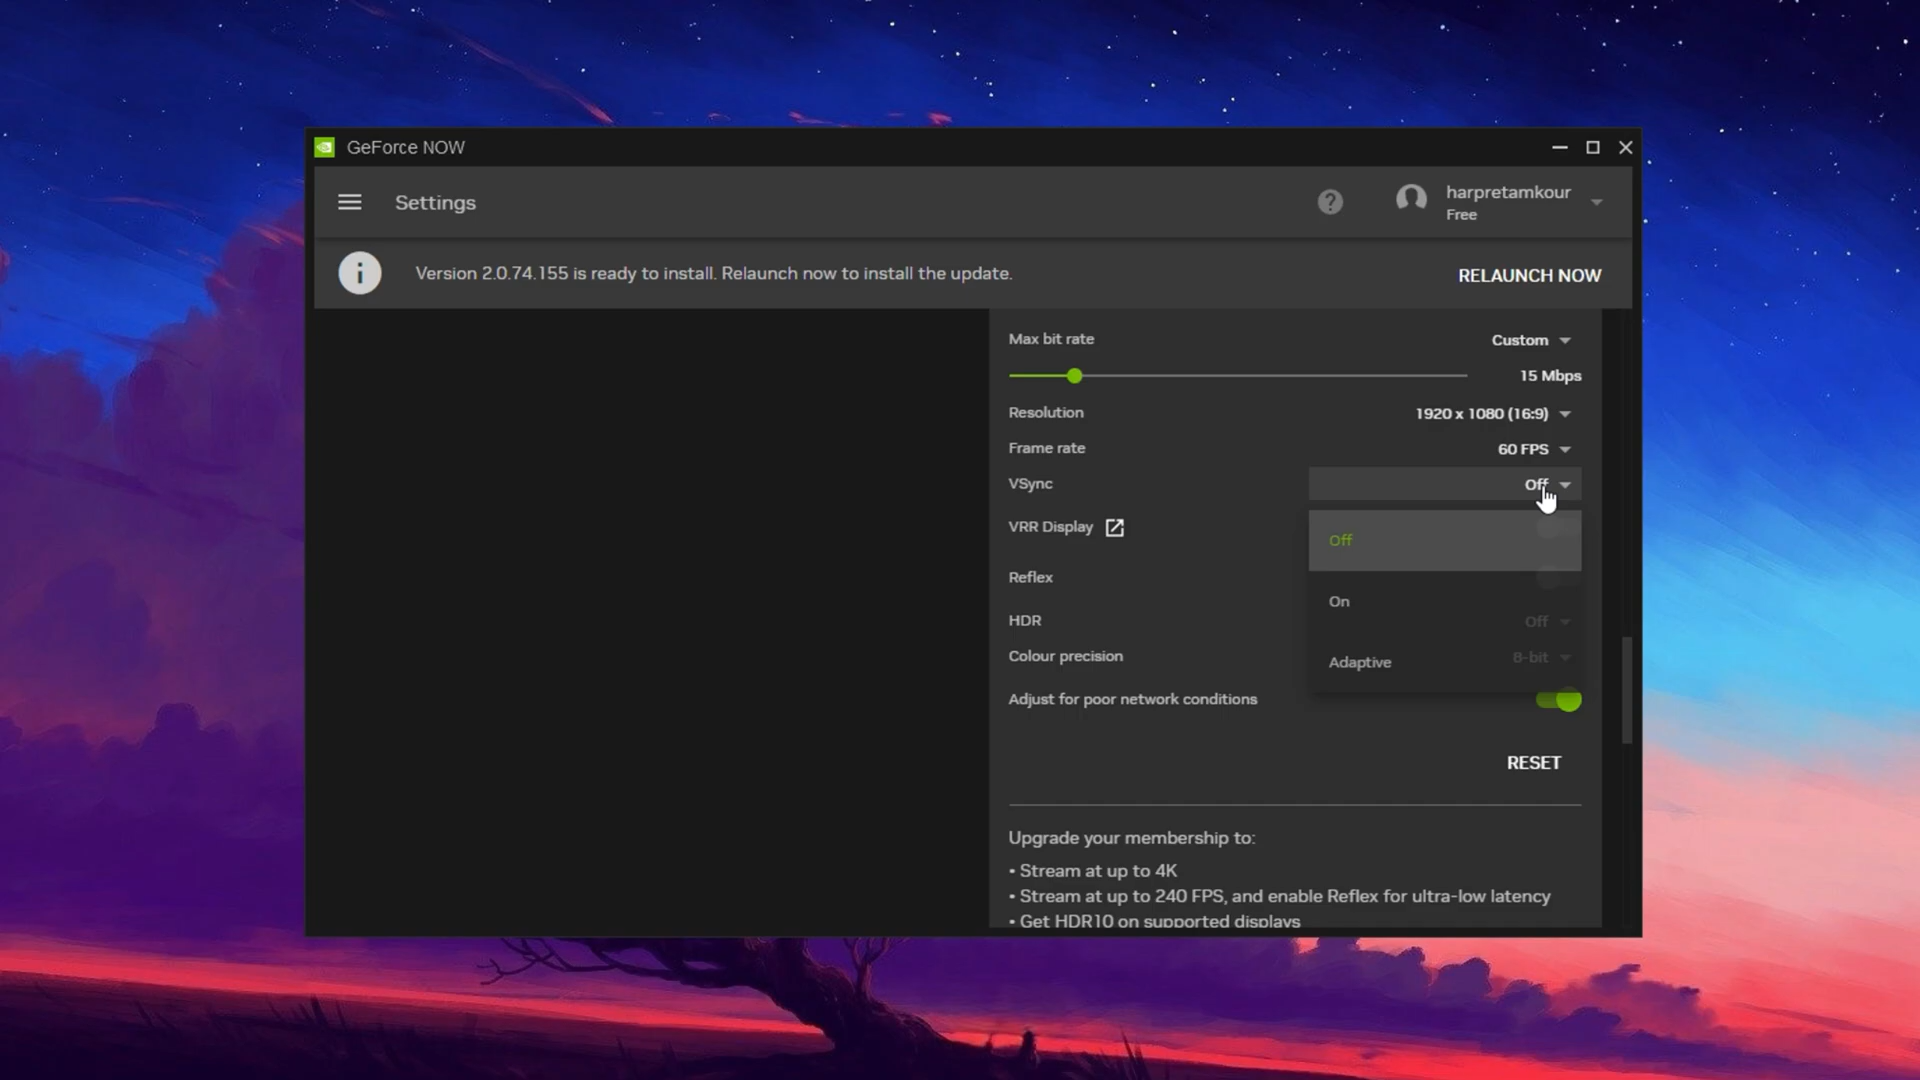 GeForce NOW
Settings
?
harpretamkour
Free
i
Version 2.0.74.155 is ready to install. Relaunch now to install the update.
RELAUNCH NOW
Max bit rate
Custom
15 Mbps
Resolution
1920 x 1080 (16:9)
Frame rate
60 FPS
VSync
Off
VRR Display
Off
Reflex
On
HDR
Off
Colour precision
Adaptive
8-bit
Adjust for poor network conditions
RESET
Upgrade your membership to:
• Stream at up to 4K
• Stream at up to 240 FPS, and enable Reflex for ultra-low latency
• Get HDR10 on supported displays